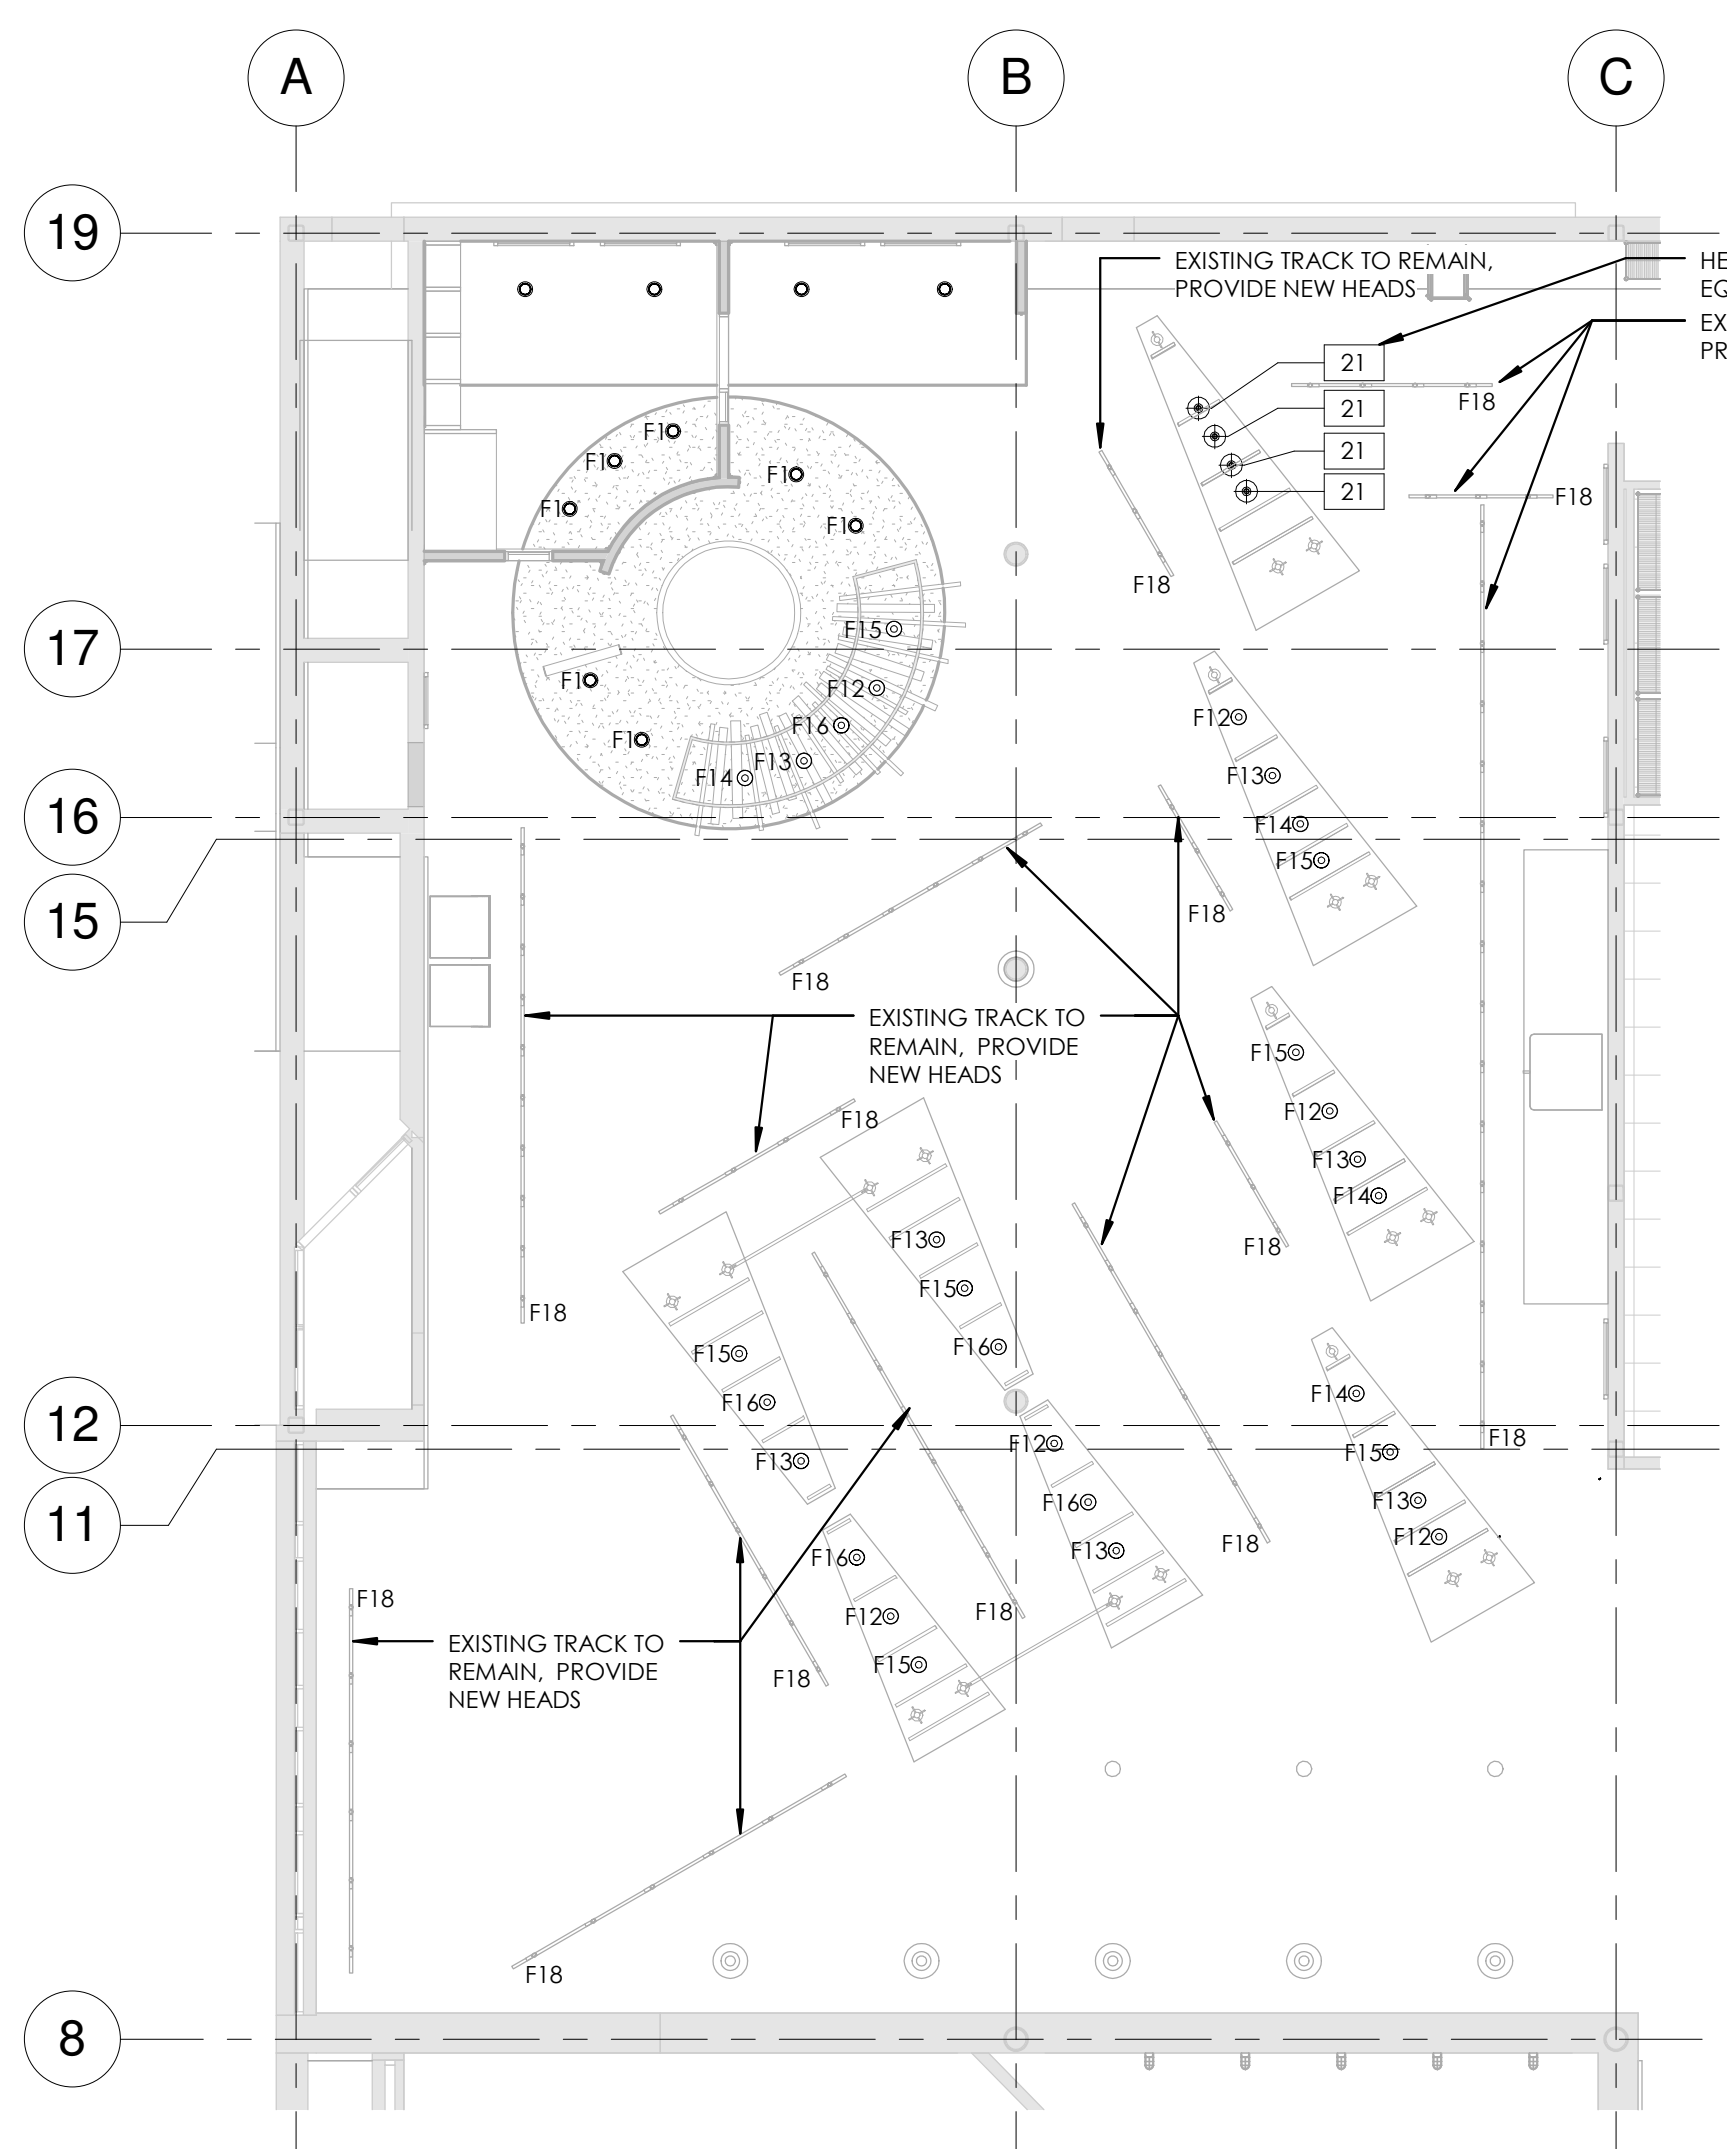 A
B
C
19
EXISTING TRACK TO REMAIN,
PROVIDE NEW HEADS
HE
EQ
EX
PR
21
F18
21
F1
F1
F1
21
21
F18
F1
F1
F18
F15
17
F1
F12
F12
F16
F1
F13
F14
F13
16
F14
F15
15
F18
F18
EXISTING TRACK TO
REMAIN, PROVIDE
NEW HEADS
F15
F18
F12
F13
F14
F13
F18
F15
F18
F16
F15
F14
F16
12
F12
F15
F18
F13
F16
F13
11
F18
F13
F12
F16
F18
F12
F18
EXISTING TRACK TO
REMAIN, PROVIDE
NEW HEADS
F15
F18
F18
8